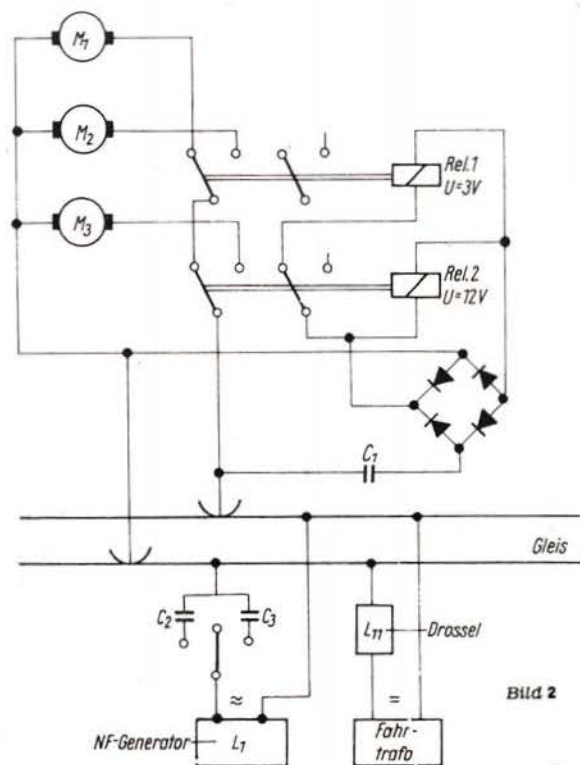 M1
M2
Rel.1
U=3V
M3
Rel.2
U=12V
C1
Gleis
C2
C3
L11
Drossel
≈
=
Bild 2
NF-Generator
L1
Fahr-
trafo